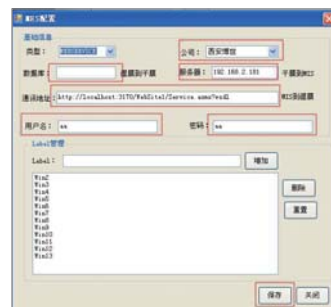 MIS配置
基础信息
类型： 公司： 西安博世
数据库： 服务器： 192.168.2.181
通讯地址： http://localhost:3170/WebSite1/Service.asmx?wsdl
用户名： sa 密码： sa
Label管理
Label： 增加
Win2
Win3
Win4
Win5
Win6
Win7
Win8
Win9
Win10
Win11
Win12
Win13
删除
重置
保存 关闭